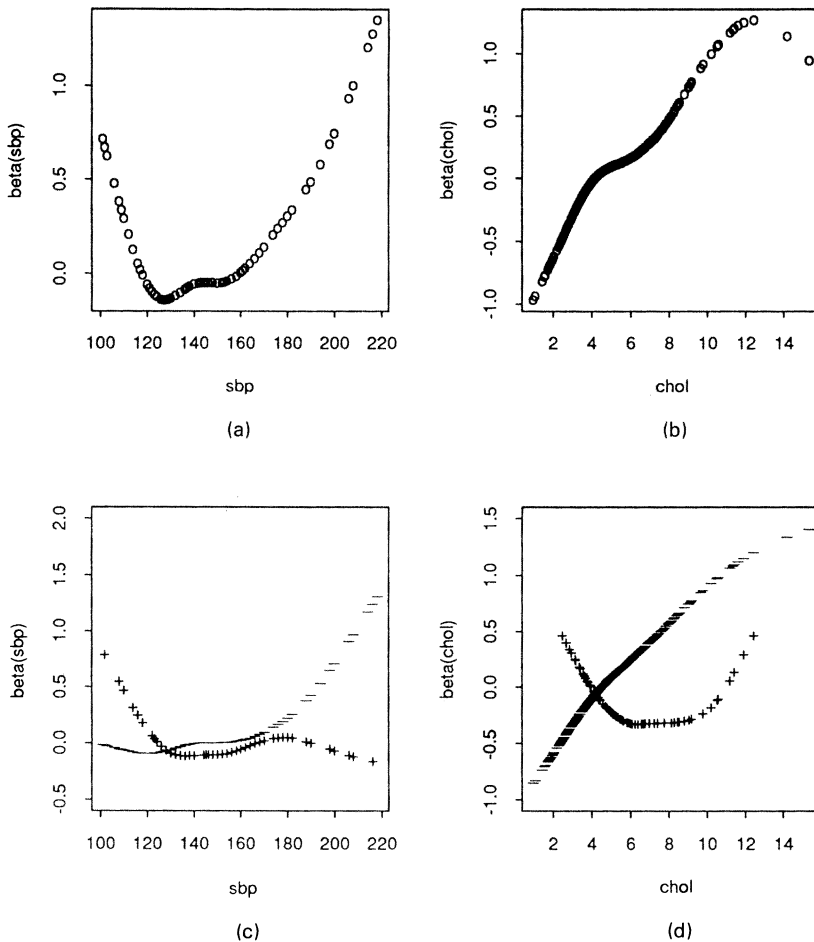 beta(sbp)
0.0 0.5 1.0
100 120 140 160 180 200 220
sbp
(a)
beta(chol)
-1.0 -0.5 0.0 0.5 1.0
2 4 6 8 10 12 14
chol
(b)
beta(sbp)
-0.5 0.0 0.5 1.0 1.5 2.0
100 120 140 160 180 200 220
sbp
(c)
beta(chol)
-1.0 -0.5 0.0 0.5 1.0 1.5
2 4 6 8 10 12 14
chol
(d)